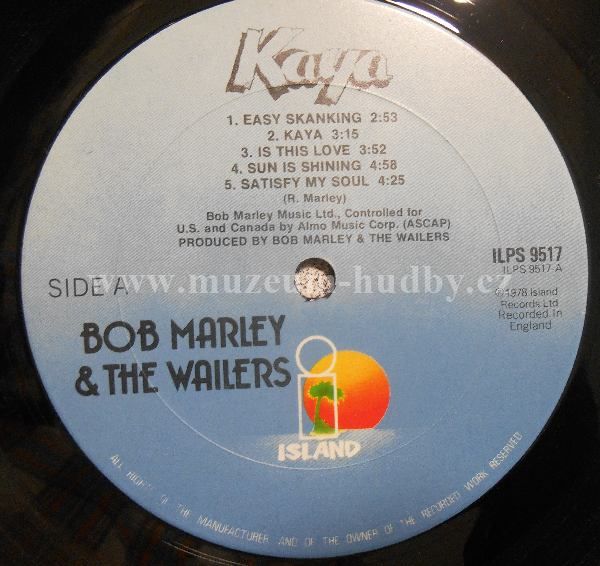 Kaya
1. EASY SKANKING 2:53
2. KAYA 3:15
3. IS THIS LOVE 3:52
4. SUN IS SHINING 4:58
5. SATISFY MY SOUL 4:25
(R. Marley)
Bob Marley Music Ltd., Controlled for
U.S. and Canada by Almo Music Corp. (ASCAP)
PRODUCED BY BOB MARLEY & THE WAILERS
ILPS 9517
ILPS 9517-A
www.muzeum-hudby.cz
SIDE A
℗1978 Island
Records Ltd
Recorded In
England
BOB MARLEY
& THE WAILERS
ISLAND
ALL RIGHTS OF THE MANUFACTURER AND OF THE OWNER OF THE RECORDED WORK RESERVED